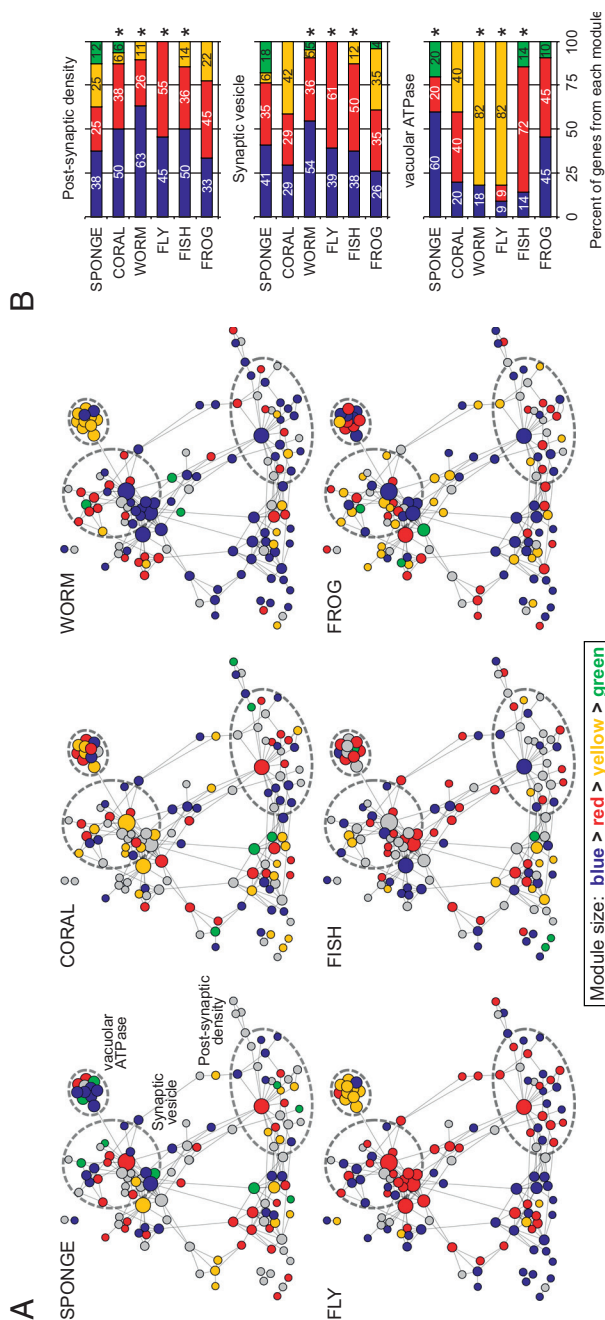 A
SPONGE
vacuolar
ATPase
Synaptic
vesicle
Post-synaptic
density
CORAL
WORM
FLY
FISH
FROG
Module size: blue > red > yellow > green
B
Post-synaptic density
SPONGE 38 25 25 12
CORAL 50 38 6 6 *
WORM 63 26 11 *
FLY 45 55 *
FISH 50 36 14 *
FROG 33 45 22
Synaptic vesicle
SPONGE 41 35 6 18
CORAL 29 29 42
WORM 54 36 5 5 *
FLY 39 61 *
FISH 38 50 12 *
FROG 26 35 35 4
vacuolar ATPase
SPONGE 60 20 20 *
CORAL 20 40 40
WORM 18 82 *
FLY 9 9 82 *
FISH 14 72 14 *
FROG 45 45 10
0 25 50 75 100
Percent of genes from each module